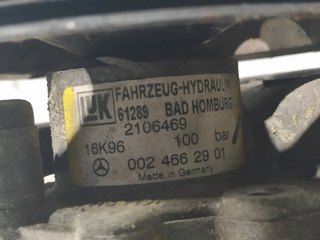 LUK FAHRZEUG-HYDRAULIK
61289 BAD HOMBURG
2106469
16K96 100 bar
002 466 29 01
Made in Germany